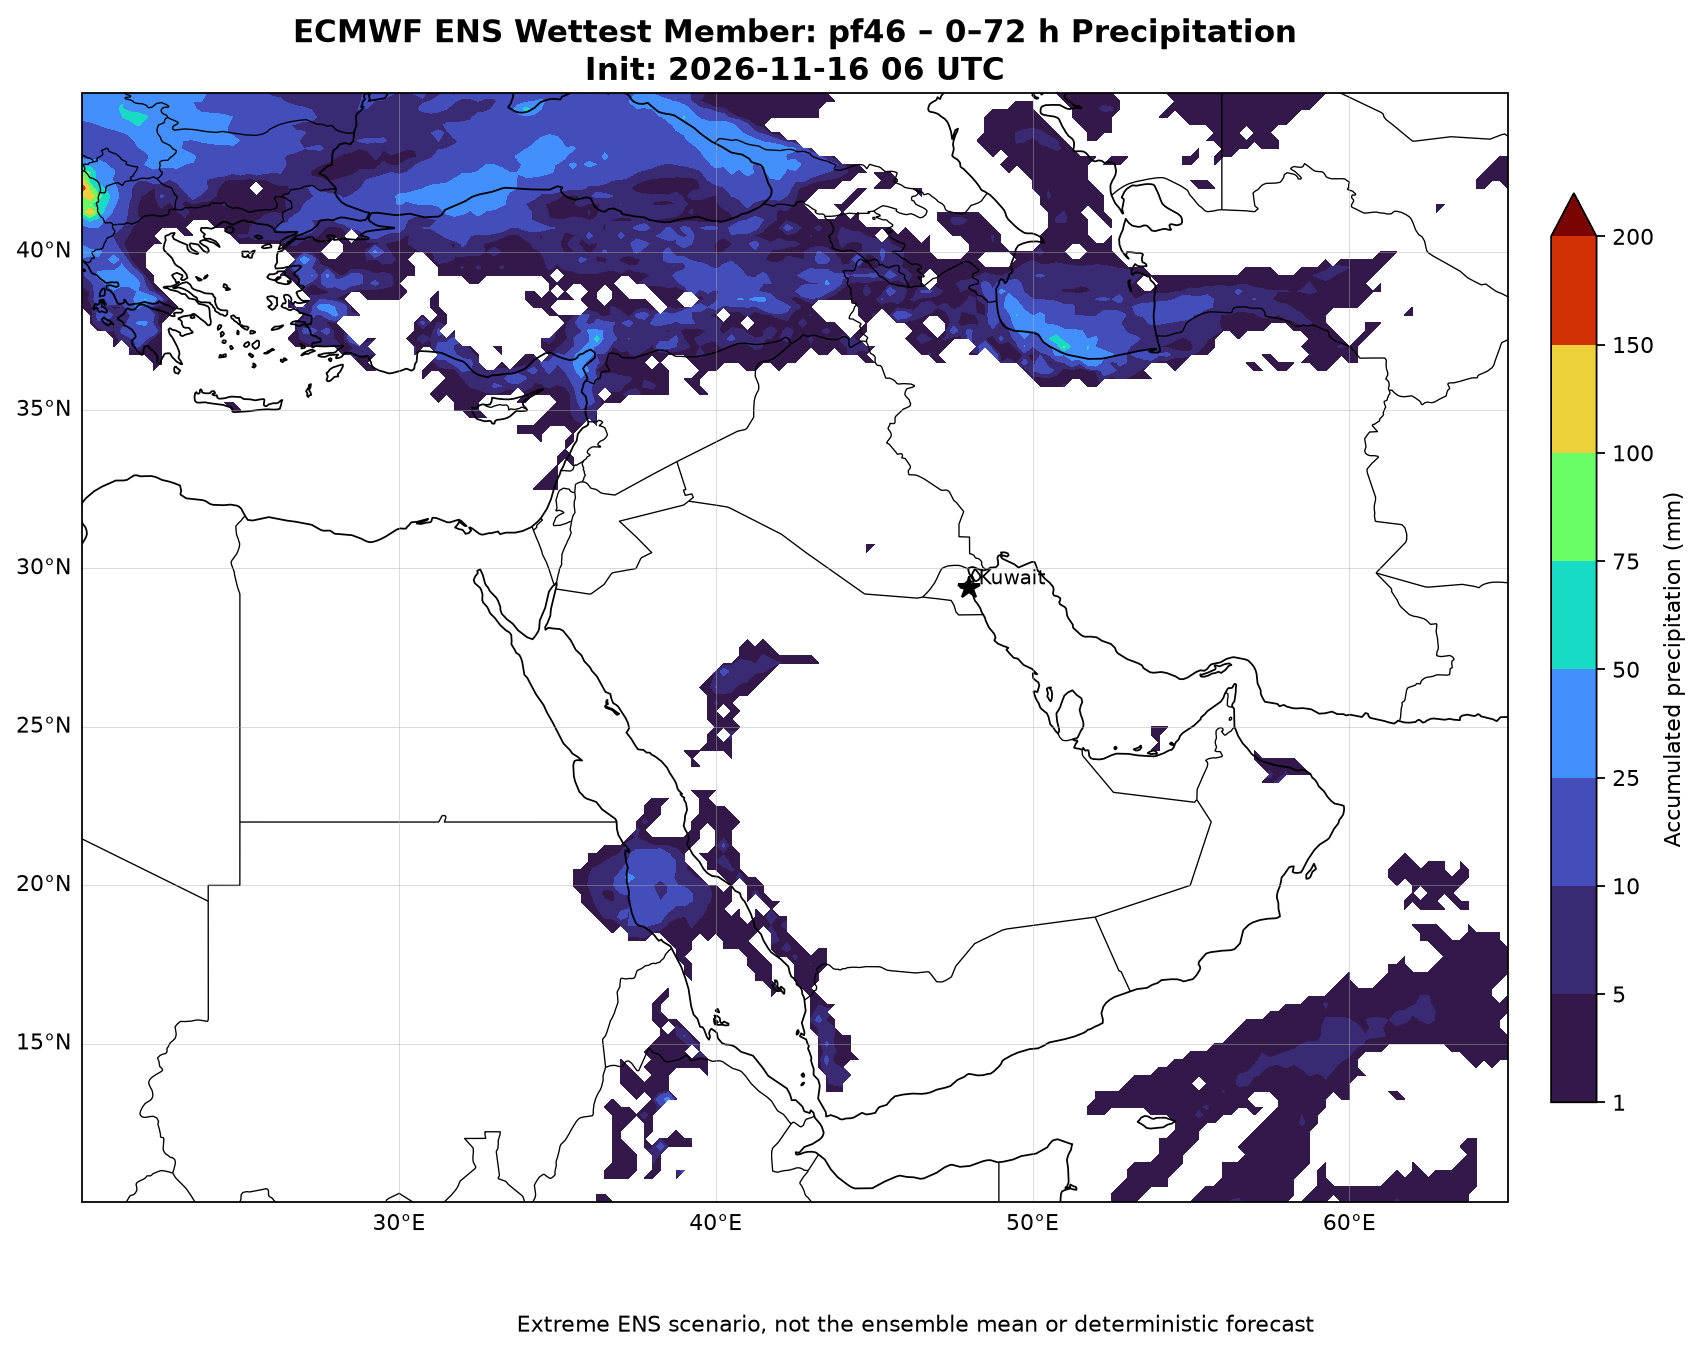 ECMWF ENS Wettest Member: pf46 – 0–72 h Precipitation
Init: 2026-11-16 06 UTC
40°N
35°N
30°N
25°N
20°N
15°N
30°E
40°E
50°E
60°E
Kuwait
200
150
100
75
50
25
10
5
1
Accumulated precipitation (mm)
Extreme ENS scenario, not the ensemble mean or deterministic forecast